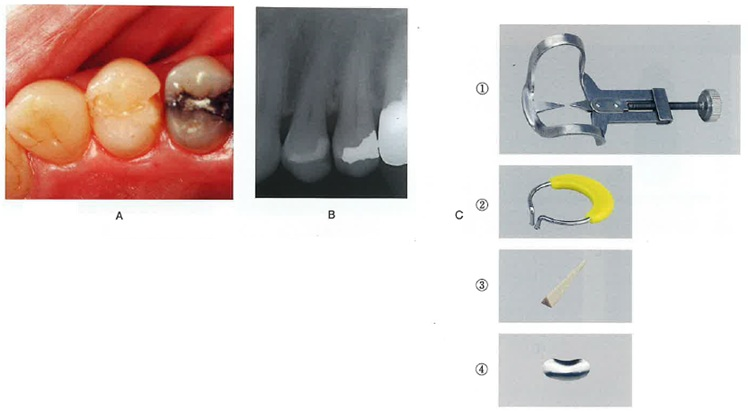 ①
A
B
C
②
③
④